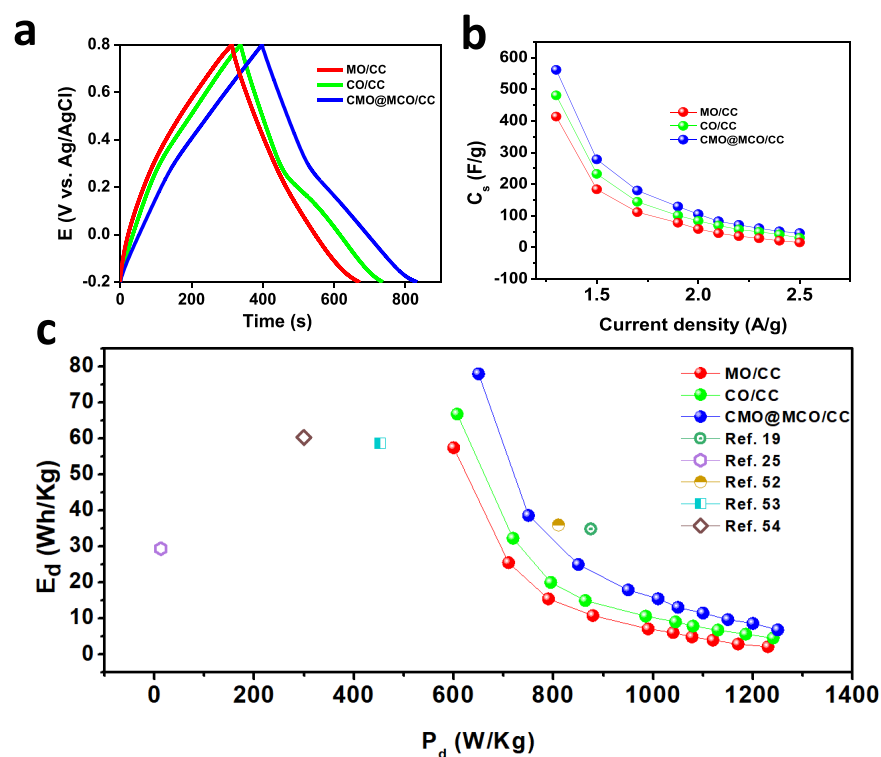 a
E (V vs. Ag/AgCl)
0.8
0.6
0.4
0.2
0.0
-0.2
0 200 400 600 800
Time (s)
MO/CC
CO/CC
CMO@MCO/CC
b
C_s (F/g)
600
500
400
300
200
100
0
-100
1.5 2.0 2.5
Current density (A/g)
MO/CC
CO/CC
CMO@MCO/CC
c
E_d (Wh/Kg)
80
70
60
50
40
30
20
10
0
0 200 400 600 800 1000 1200 1400
P_d (W/Kg)
MO/CC
CO/CC
CMO@MCO/CC
Ref. 19
Ref. 25
Ref. 52
Ref. 53
Ref. 54